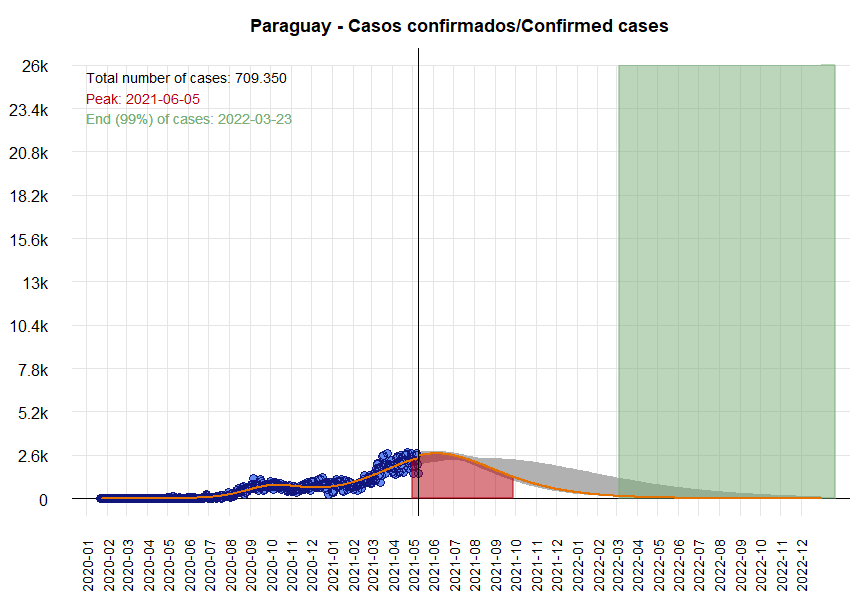 Paraguay - Casos confirmados/Confirmed cases
Total number of cases: 709.350
Peak: 2021-06-05
End (99%) of cases: 2022-03-23
26k
23.4k
20.8k
18.2k
15.6k
13k
10.4k
7.8k
5.2k
2.6k
0
2020-01
2020-02
2020-03
2020-04
2020-05
2020-06
2020-07
2020-08
2020-09
2020-10
2020-11
2020-12
2021-01
2021-02
2021-03
2021-04
2021-05
2021-06
2021-07
2021-08
2021-09
2021-10
2021-11
2021-12
2022-01
2022-02
2022-03
2022-04
2022-05
2022-06
2022-07
2022-08
2022-09
2022-10
2022-11
2022-12